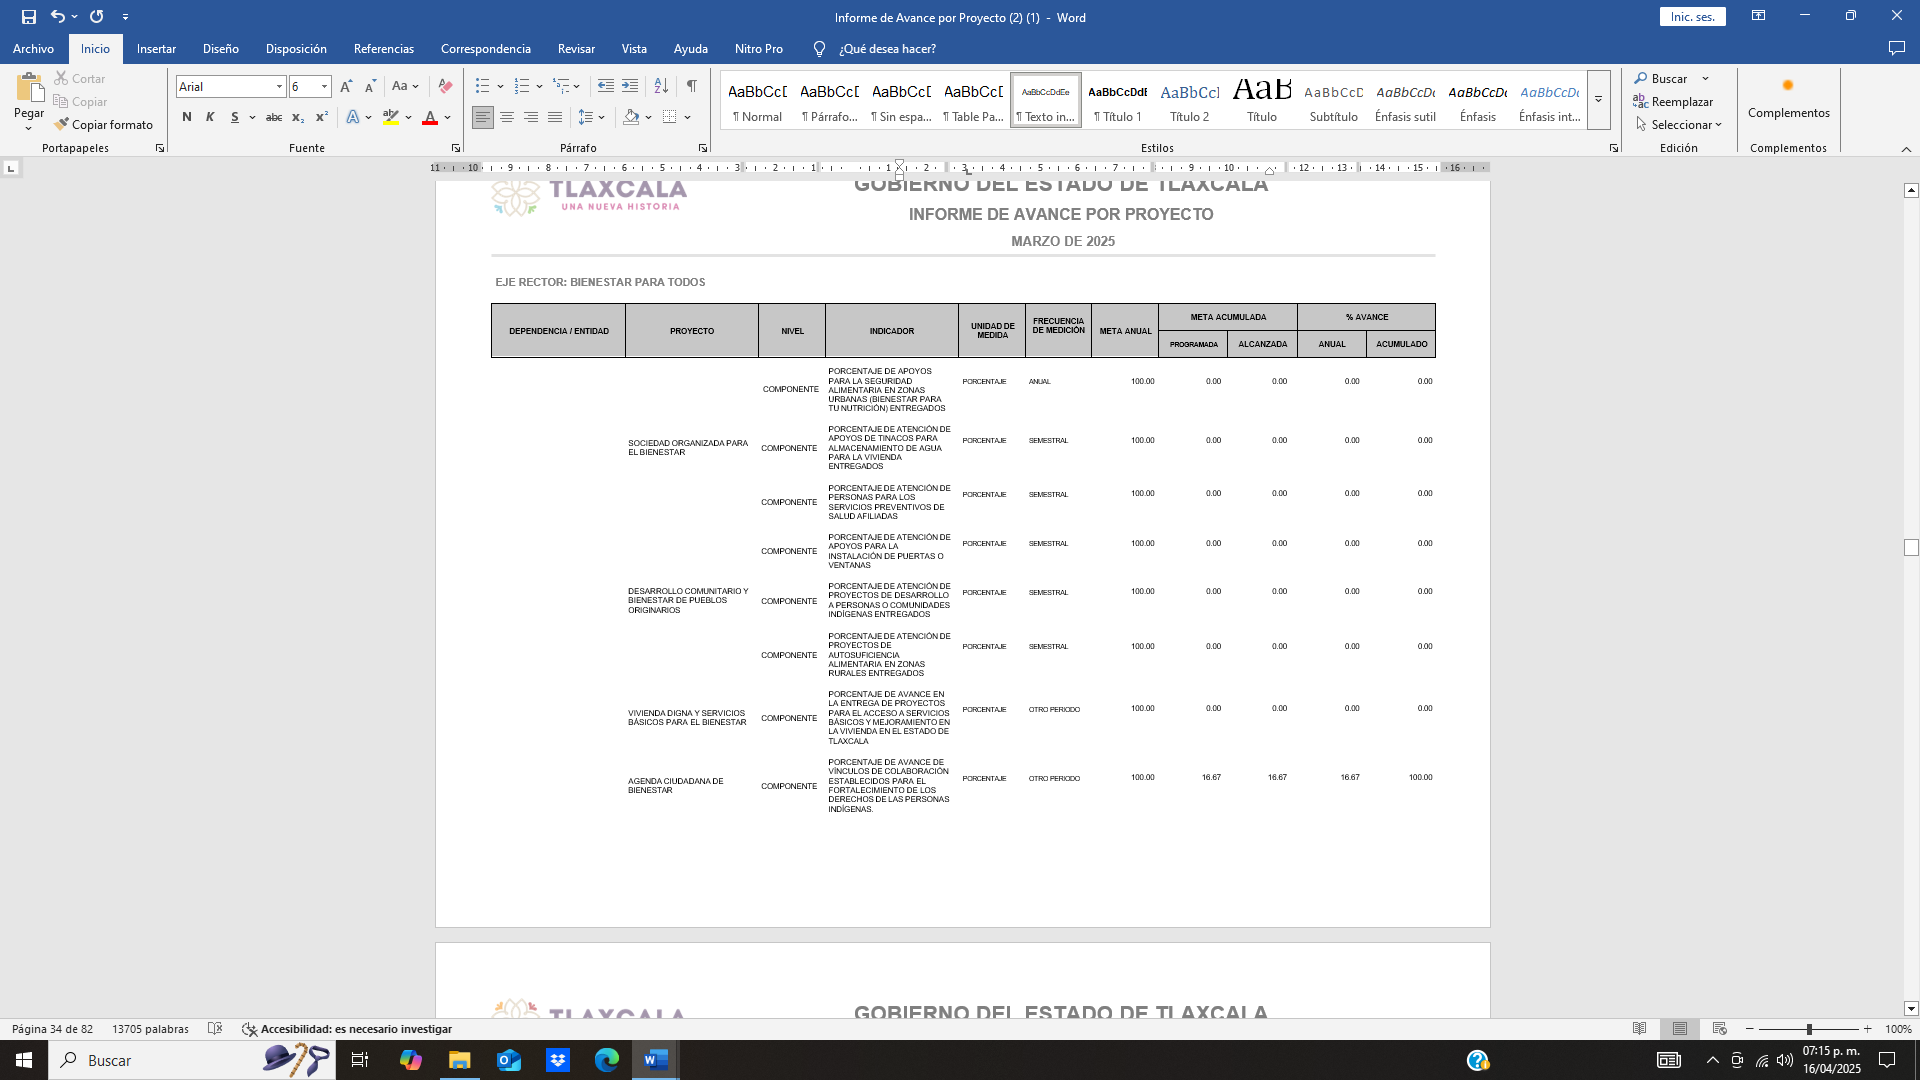 Informe de Avance por Proyecto (2) (1) - Word
Inic. ses.
Archivo Inicio Insertar Diseño Disposición Referencias Correspondencia Revisar Vista Ayuda Nitro Pro ¿Qué desea hacer?
Pegar
Cortar
Copiar
Copiar formato
Portapapeles
Arial 6
Fuente
Párrafo
AaBbCcI AaBbCcI AaBbCcI AaBbCcI AaBbCcDdEe AaBbCcDdE AaBbCcI AaB AaBbCcD AaBbCcDc AaBbCcDc AaBbCcDc
¶ Normal ¶ Párrafo... ¶ Sin espa... ¶ Table Pa... ¶ Texto in... ¶ Título 1 Título 2 Título Subtítulo Énfasis sutil Énfasis Énfasis int...
Estilos
Buscar
Reemplazar
Seleccionar
Edición
Complementos
Complementos
TLAXCALA
UNA NUEVA HISTORIA
GOBIERNO DEL ESTADO DE TLAXCALA
INFORME DE AVANCE POR PROYECTO
MARZO DE 2025
EJE RECTOR: BIENESTAR PARA TODOS
DEPENDENCIA / ENTIDAD PROYECTO NIVEL INDICADOR UNIDAD DE MEDIDA FRECUENCIA DE MEDICIÓN META ANUAL META ACUMULADA % AVANCE
PROGRAMADA ALCANZADA ANUAL ACUMULADO
COMPONENTE
PORCENTAJE DE APOYOS
PARA LA SEGURIDAD
ALIMENTARIA EN ZONAS
URBANAS (BIENESTAR PARA
TU NUTRICIÓN) ENTREGADOS
PORCENTAJE ANUAL 100.00 0.00 0.00 0.00 0.00
SOCIEDAD ORGANIZADA PARA
EL BIENESTAR
COMPONENTE
PORCENTAJE DE ATENCIÓN DE
APOYOS DE TINACOS PARA
ALMACENAMIENTO DE AGUA
PARA LA VIVIENDA
ENTREGADOS
PORCENTAJE SEMESTRAL 100.00 0.00 0.00 0.00 0.00
COMPONENTE
PORCENTAJE DE ATENCIÓN DE
PERSONAS PARA LOS
SERVICIOS PREVENTIVOS DE
SALUD AFILIADAS
PORCENTAJE SEMESTRAL 100.00 0.00 0.00 0.00 0.00
COMPONENTE
PORCENTAJE DE ATENCIÓN DE
APOYOS PARA LA
INSTALACIÓN DE PUERTAS O
VENTANAS
PORCENTAJE SEMESTRAL 100.00 0.00 0.00 0.00 0.00
DESARROLLO COMUNITARIO Y
BIENESTAR DE PUEBLOS
ORIGINARIOS
COMPONENTE
PORCENTAJE DE ATENCIÓN DE
PROYECTOS DE DESARROLLO
A PERSONAS O COMUNIDADES
INDÍGENAS ENTREGADOS
PORCENTAJE SEMESTRAL 100.00 0.00 0.00 0.00 0.00
COMPONENTE
PORCENTAJE DE ATENCIÓN DE
PROYECTOS DE
AUTOSUFICIENCIA
ALIMENTARIA EN ZONAS
RURALES ENTREGADOS
PORCENTAJE SEMESTRAL 100.00 0.00 0.00 0.00 0.00
VIVIENDA DIGNA Y SERVICIOS
BÁSICOS PARA EL BIENESTAR
COMPONENTE
PORCENTAJE DE AVANCE EN
LA ENTREGA DE PROYECTOS
PARA EL ACCESO A SERVICIOS
BÁSICOS Y MEJORAMIENTO EN
LA VIVIENDA EN EL ESTADO DE
TLAXCALA
PORCENTAJE OTRO PERIODO 100.00 0.00 0.00 0.00 0.00
AGENDA CIUDADANA DE
BIENESTAR
COMPONENTE
PORCENTAJE DE AVANCE DE
VÍNCULOS DE COLABORACIÓN
ESTABLECIDOS PARA EL
FORTALECIMIENTO DE LOS
DERECHOS DE LAS PERSONAS
INDÍGENAS.
PORCENTAJE OTRO PERIODO 100.00 16.67 16.67 16.67 100.00
TLAXCALA
GOBIERNO DEL ESTADO DE TLAXCALA
Página 34 de 82 13705 palabras Accesibilidad: es necesario investigar 100%
Buscar
07:15 p. m.
16/04/2025